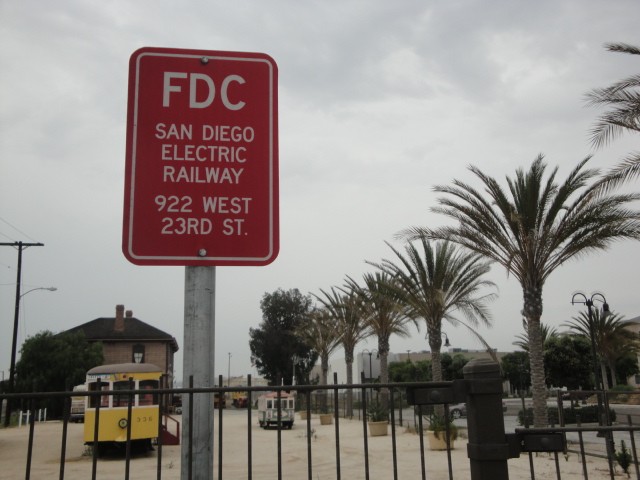 FDC
SAN DIEGO
ELECTRIC
RAILWAY
922 WEST
23RD ST.